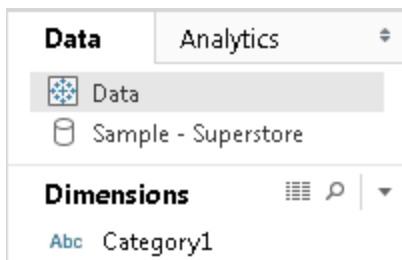 Data Analytics
Data
Sample - Superstore
Dimensions
Abc Category1